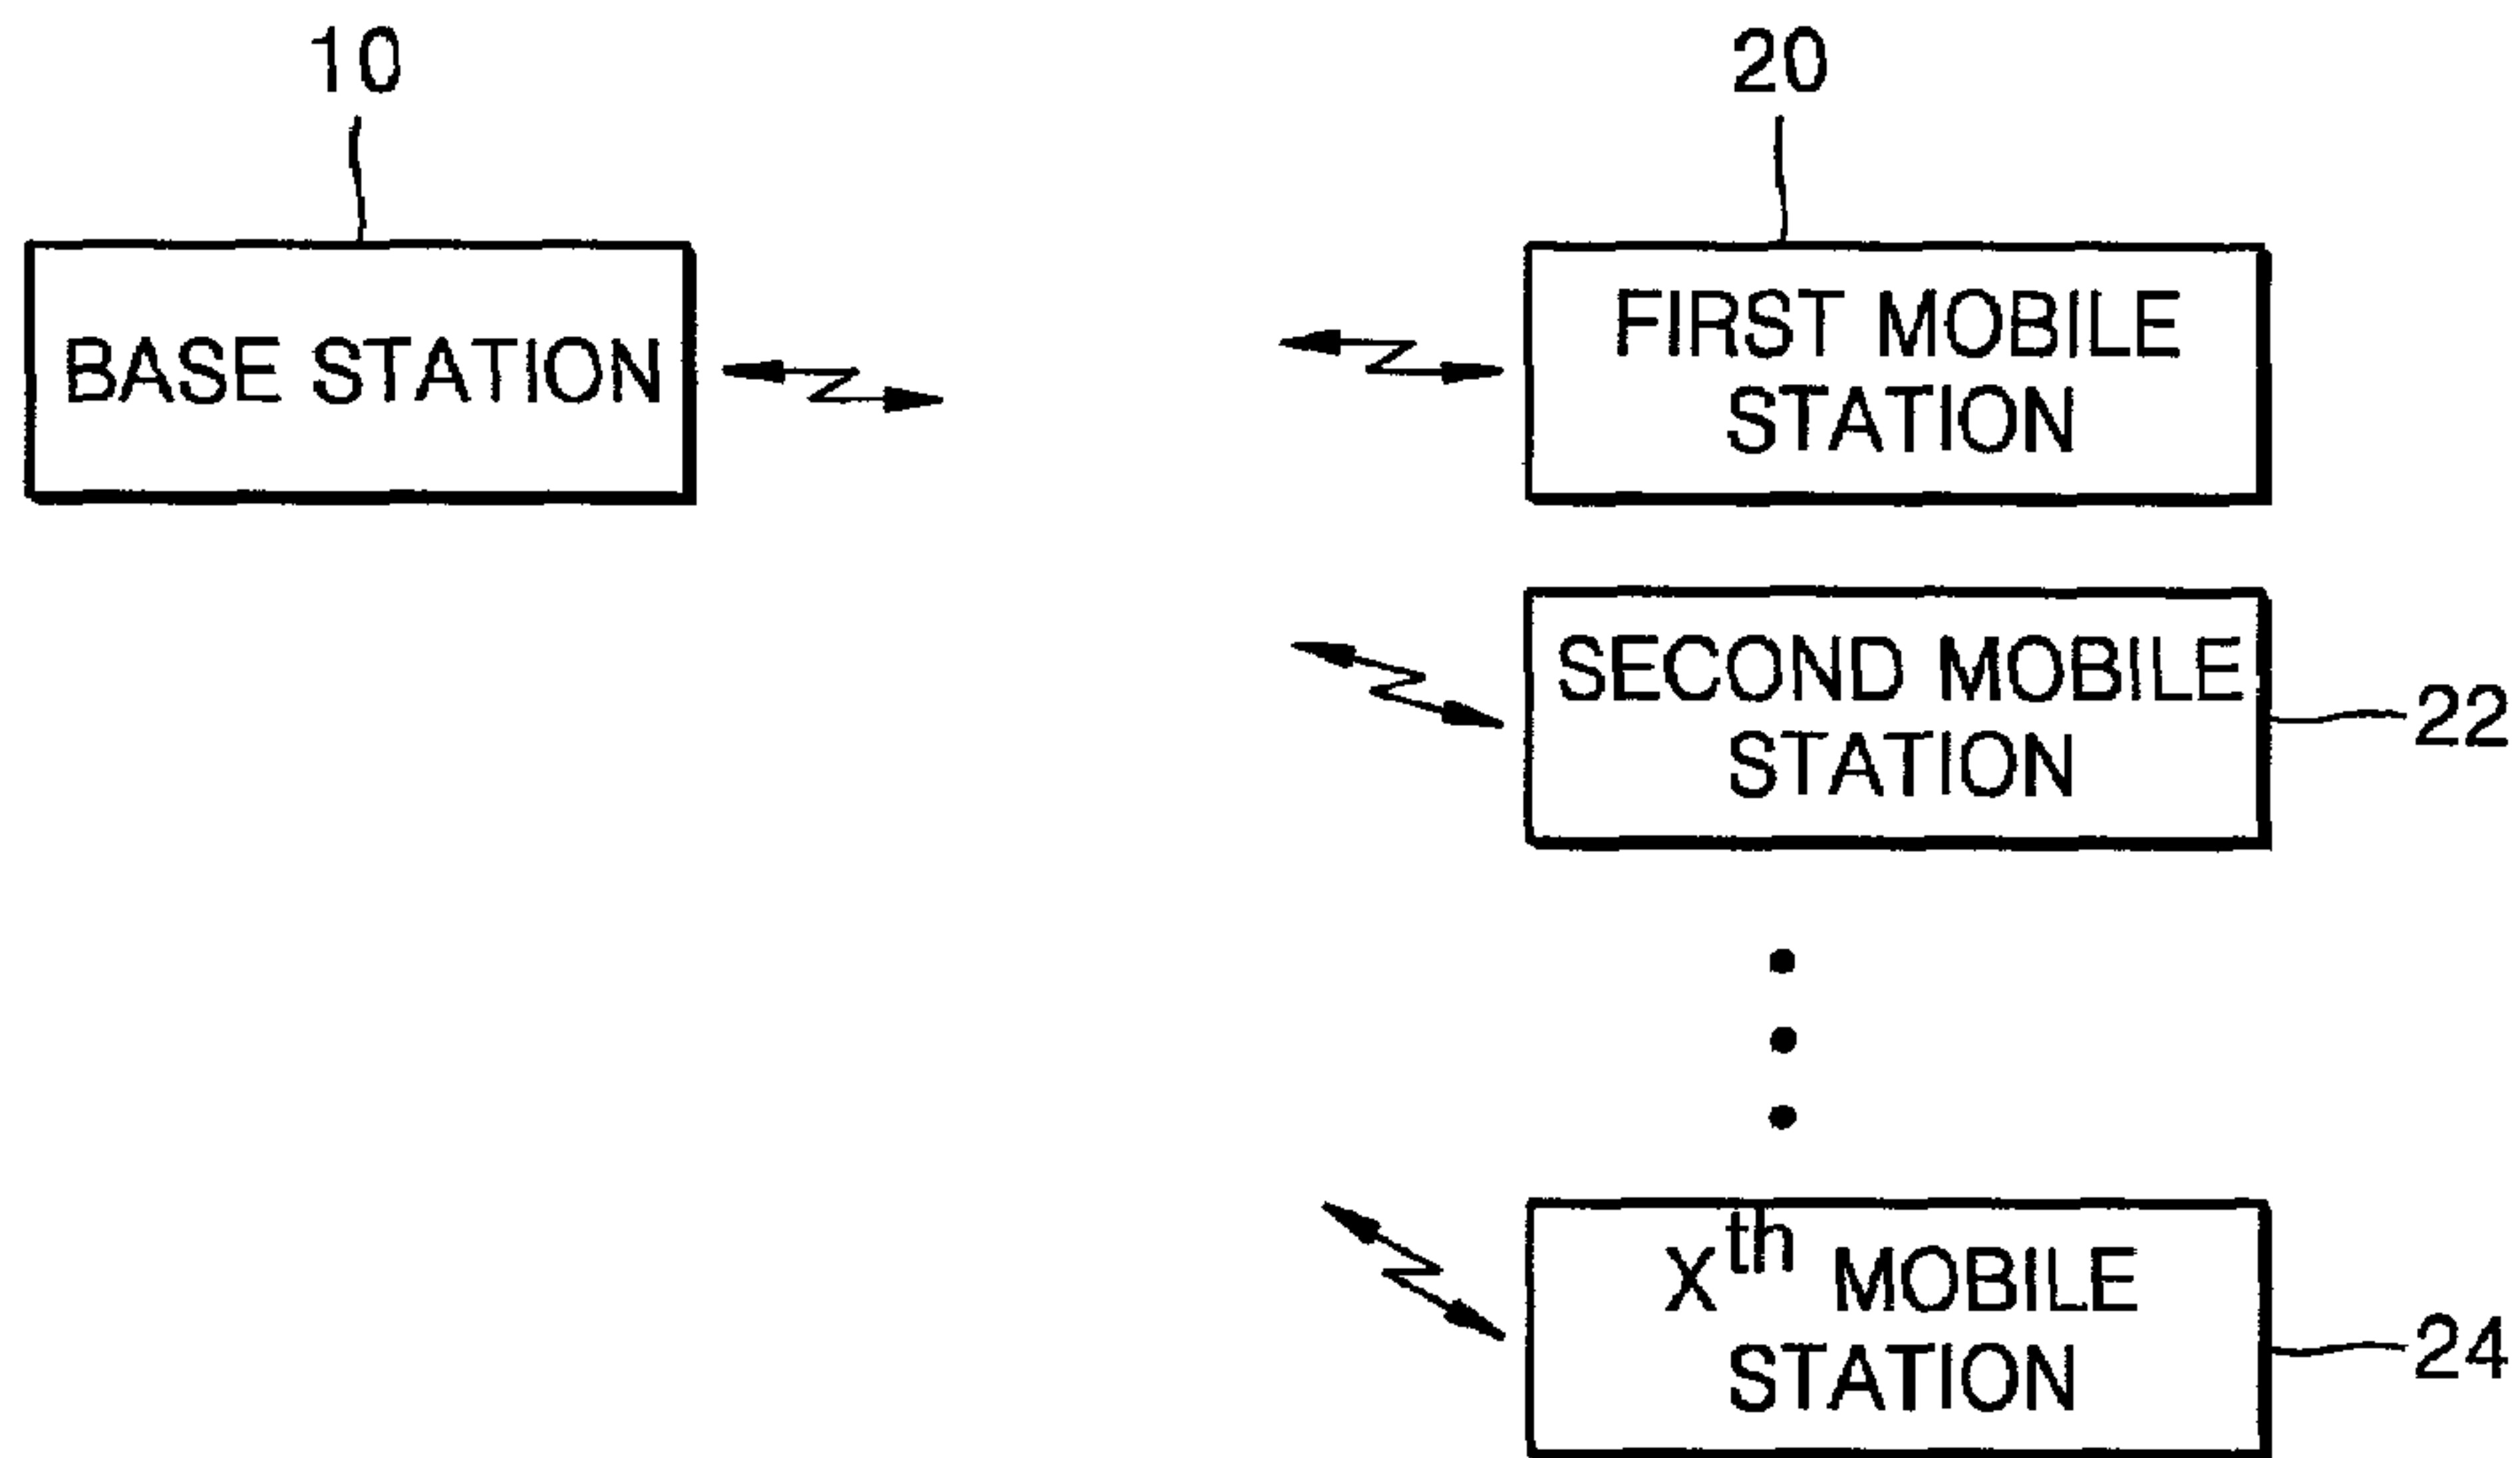 10
20
BASE STATION
FIRST MOBILE
STATION
SECOND MOBILE
STATION
22
Xth MOBILE
STATION
24